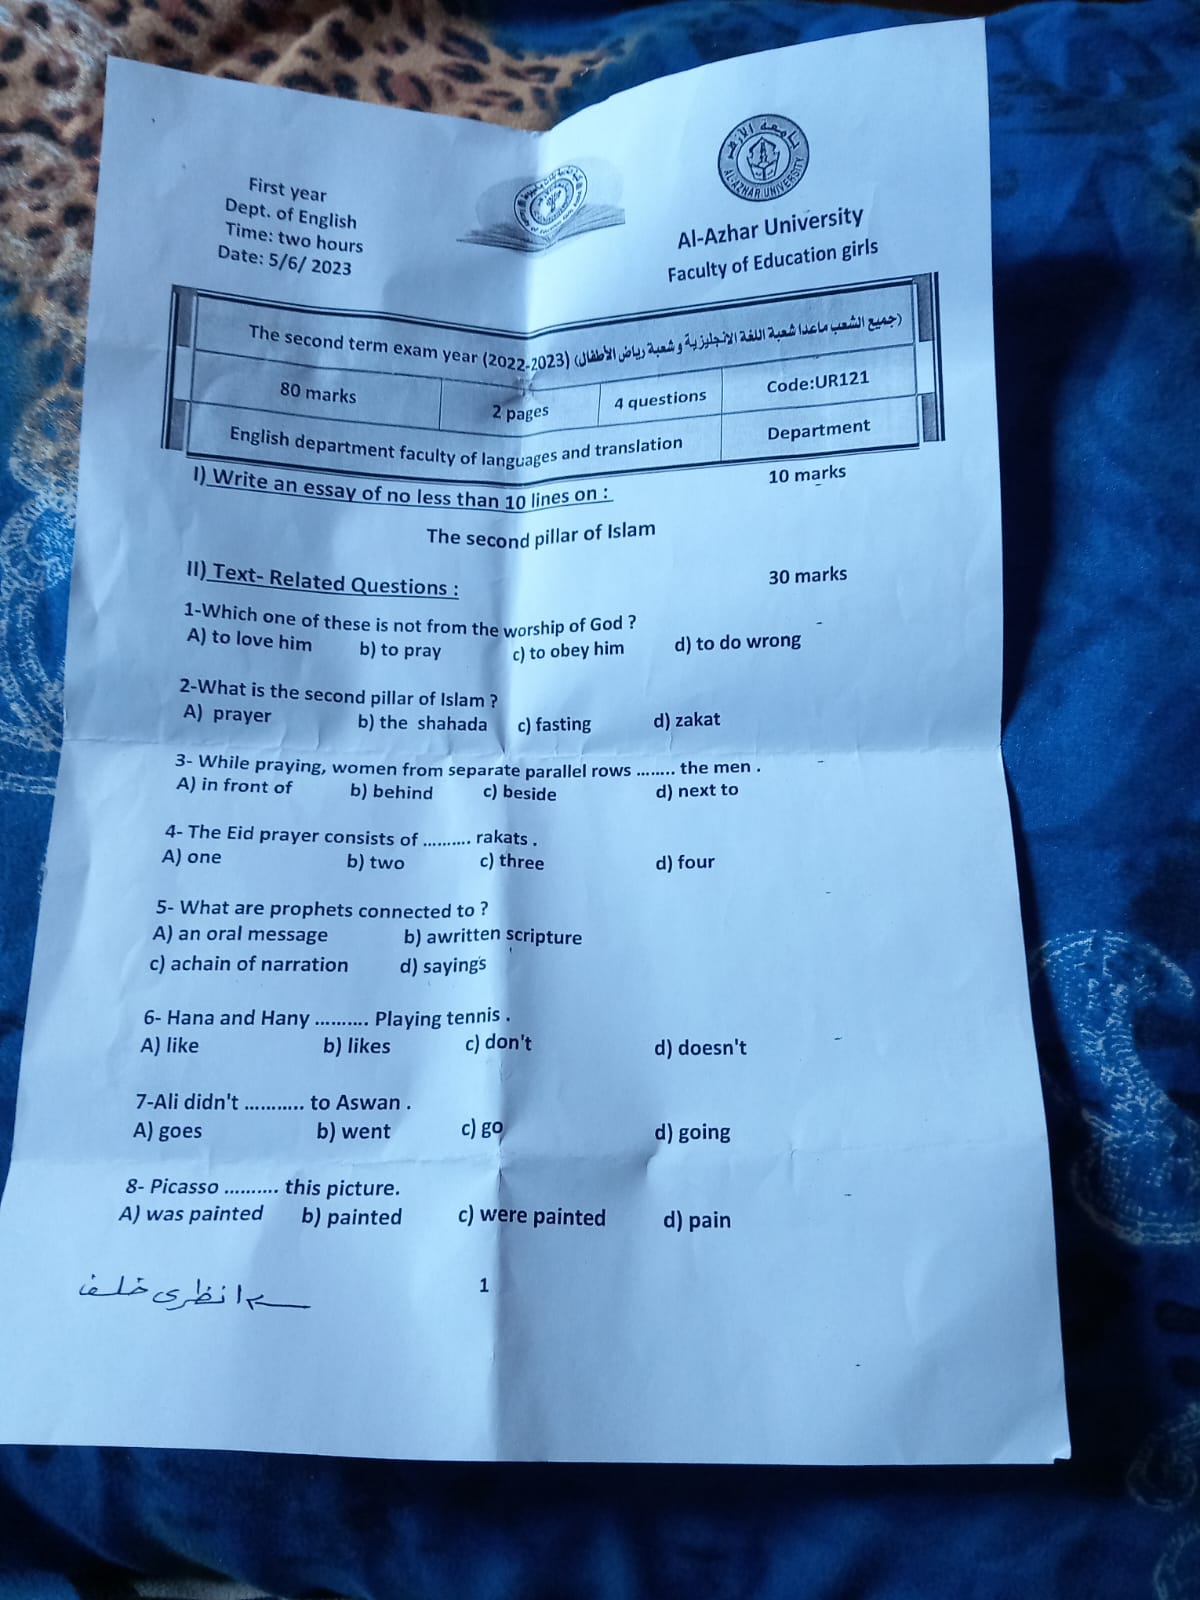 First year
Dept. of English
Time: two hours
Date: 5/6/ 2023
جامعة الأزهر
AL-AZHAR UNIVERSITY
Al-Azhar University
Faculty of Education girls
The second term exam year (2022-2023) (جميع الشعب ماعدا شعبة اللغة الانجليزية و شعبة رياض الأطفال)
80 marks 2 pages 4 questions Code:UR121
English department faculty of languages and translation Department
I) Write an essay of no less than 10 lines on : 10 marks
The second pillar of Islam
II) Text- Related Questions : 30 marks
1-Which one of these is not from the worship of God ?
A) to love him b) to pray c) to obey him d) to do wrong
2-What is the second pillar of Islam ?
A) prayer b) the shahada c) fasting d) zakat
3- While praying, women from separate parallel rows ........ the men .
A) in front of b) behind c) beside d) next to
4- The Eid prayer consists of .......... rakats .
A) one b) two c) three d) four
5- What are prophets connected to ?
A) an oral message b) awritten scripture
c) achain of narration d) sayings
6- Hana and Hany .......... Playing tennis .
A) like b) likes c) don't d) doesn't
7-Ali didn't ........... to Aswan .
A) goes b) went c) go d) going
8- Picasso .......... this picture.
A) was painted b) painted c) were painted d) pain
1
انظرى خلف